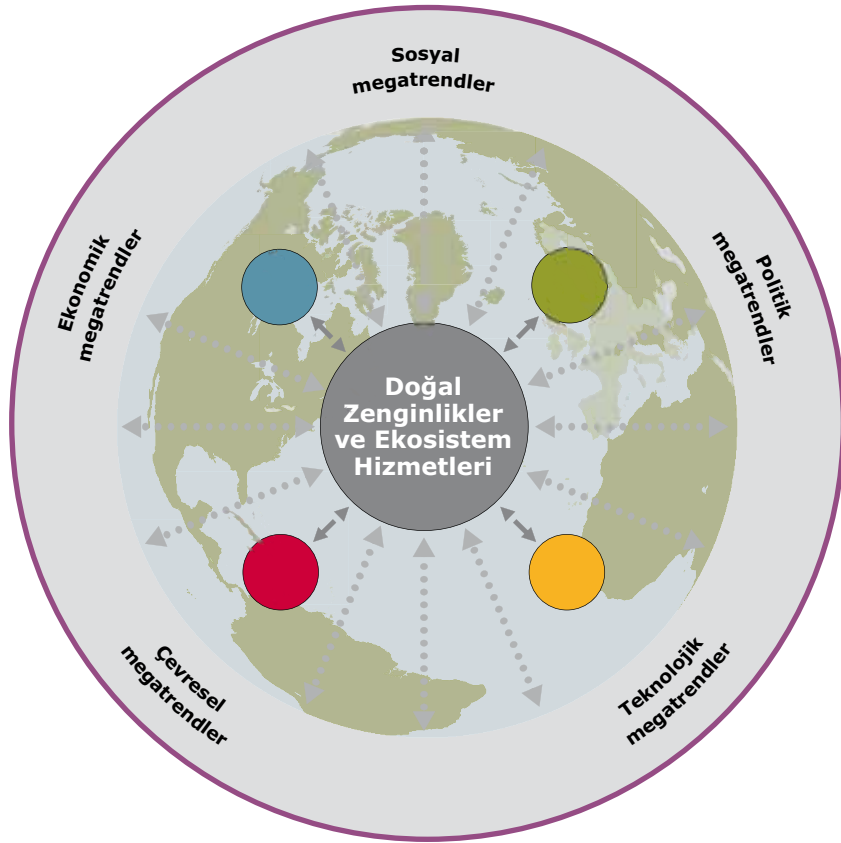 Sosyal
megatrendler
Ekonomik
megatrendler
Politik
megatrendler
Doğal
Zenginlikler
ve Ekosistem
Hizmetleri
Çevresel
megatrendler
Teknolojik
megatrendler